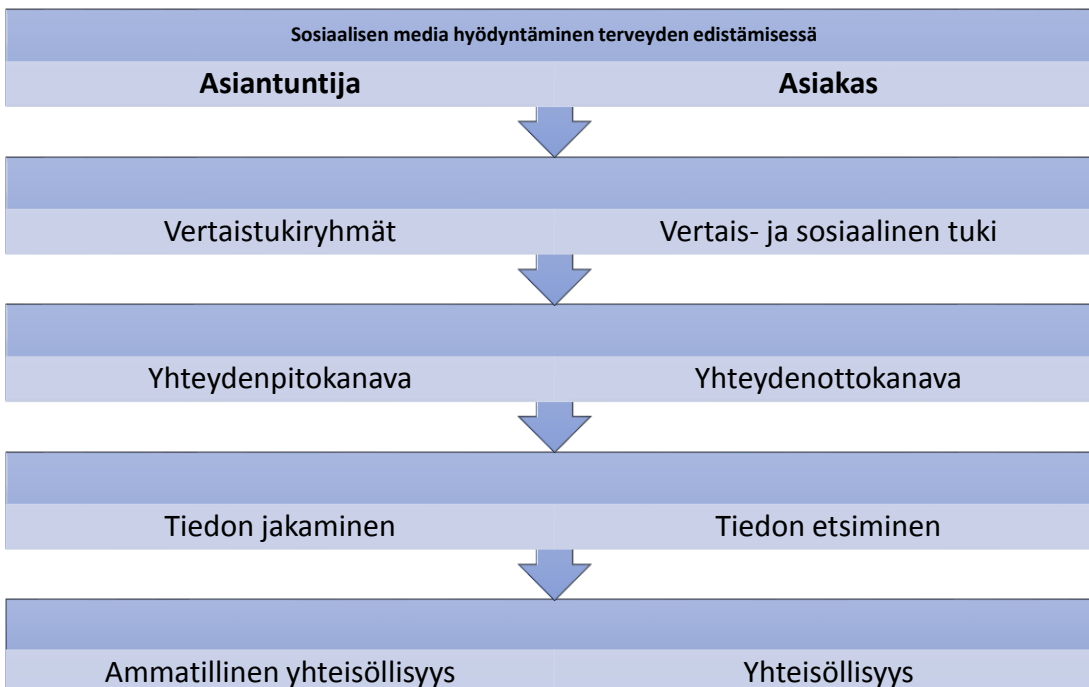 Sosiaalisen media hyödyntäminen terveyden edistämisessä
Asiantuntija Asiakas
Vertaistukiryhmät Vertais- ja sosiaalinen tuki
Yhteydenpitokanava Yhteydenottokanava
Tiedon jakaminen Tiedon etsiminen
Ammatillinen yhteisöllisyys Yhteisöllisyys